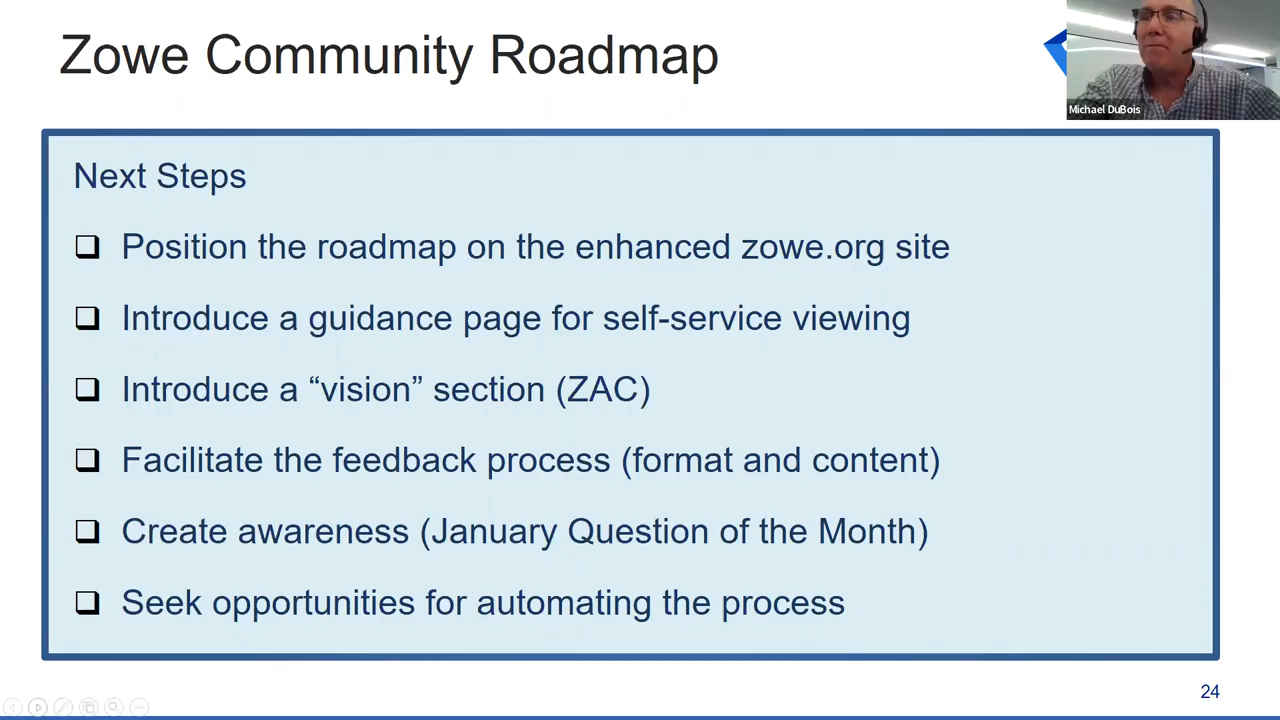 Zowe Community Roadmap
Michael DuBois
Next Steps
Position the roadmap on the enhanced zowe.org site
Introduce a guidance page for self-service viewing
Introduce a “vision” section (ZAC)
Facilitate the feedback process (format and content)
Create awareness (January Question of the Month)
Seek opportunities for automating the process
24